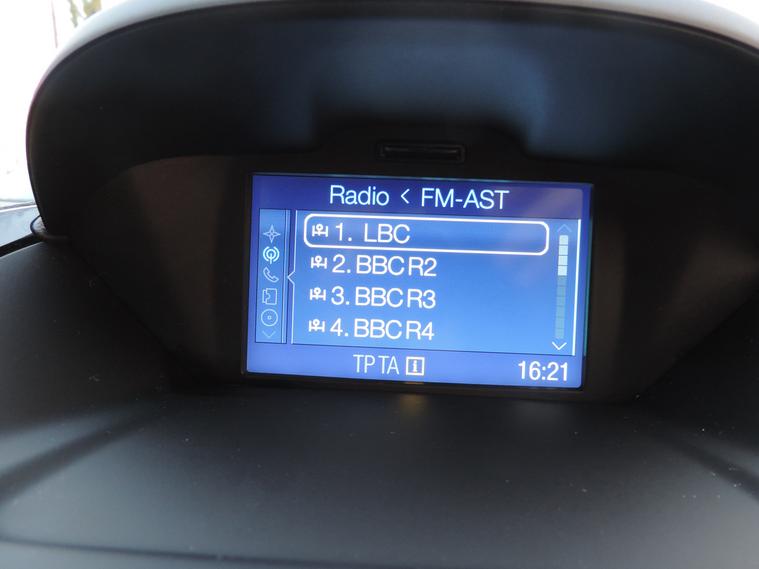 Radio < FM-AST
1. LBC
2. BBC R2
3. BBC R3
4. BBC R4
TP TA i 16:21